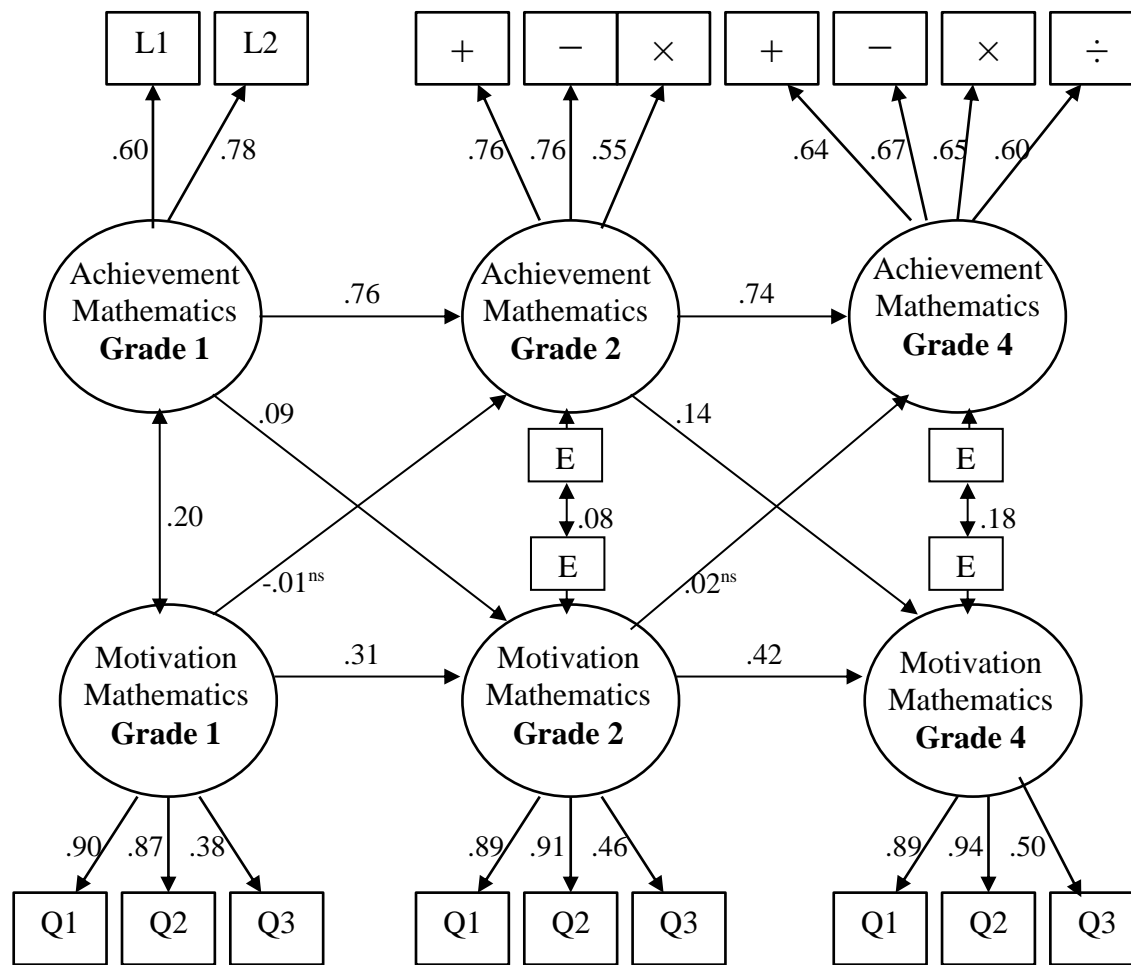 L1 L2 + − × + − × ÷
.60 .78 .76 .76 .55 .64 .67 .65 .60
Achievement
Mathematics
Grade 1
.76
Achievement
Mathematics
Grade 2
.74
Achievement
Mathematics
Grade 4
.09
.14
E
E
.20
.08
.18
E
E
-.01ns
.02ns
Motivation
Mathematics
Grade 1
.31
Motivation
Mathematics
Grade 2
.42
Motivation
Mathematics
Grade 4
.90 .87 .38 .89 .91 .46 .89 .94 .50
Q1 Q2 Q3 Q1 Q2 Q3 Q1 Q2 Q3